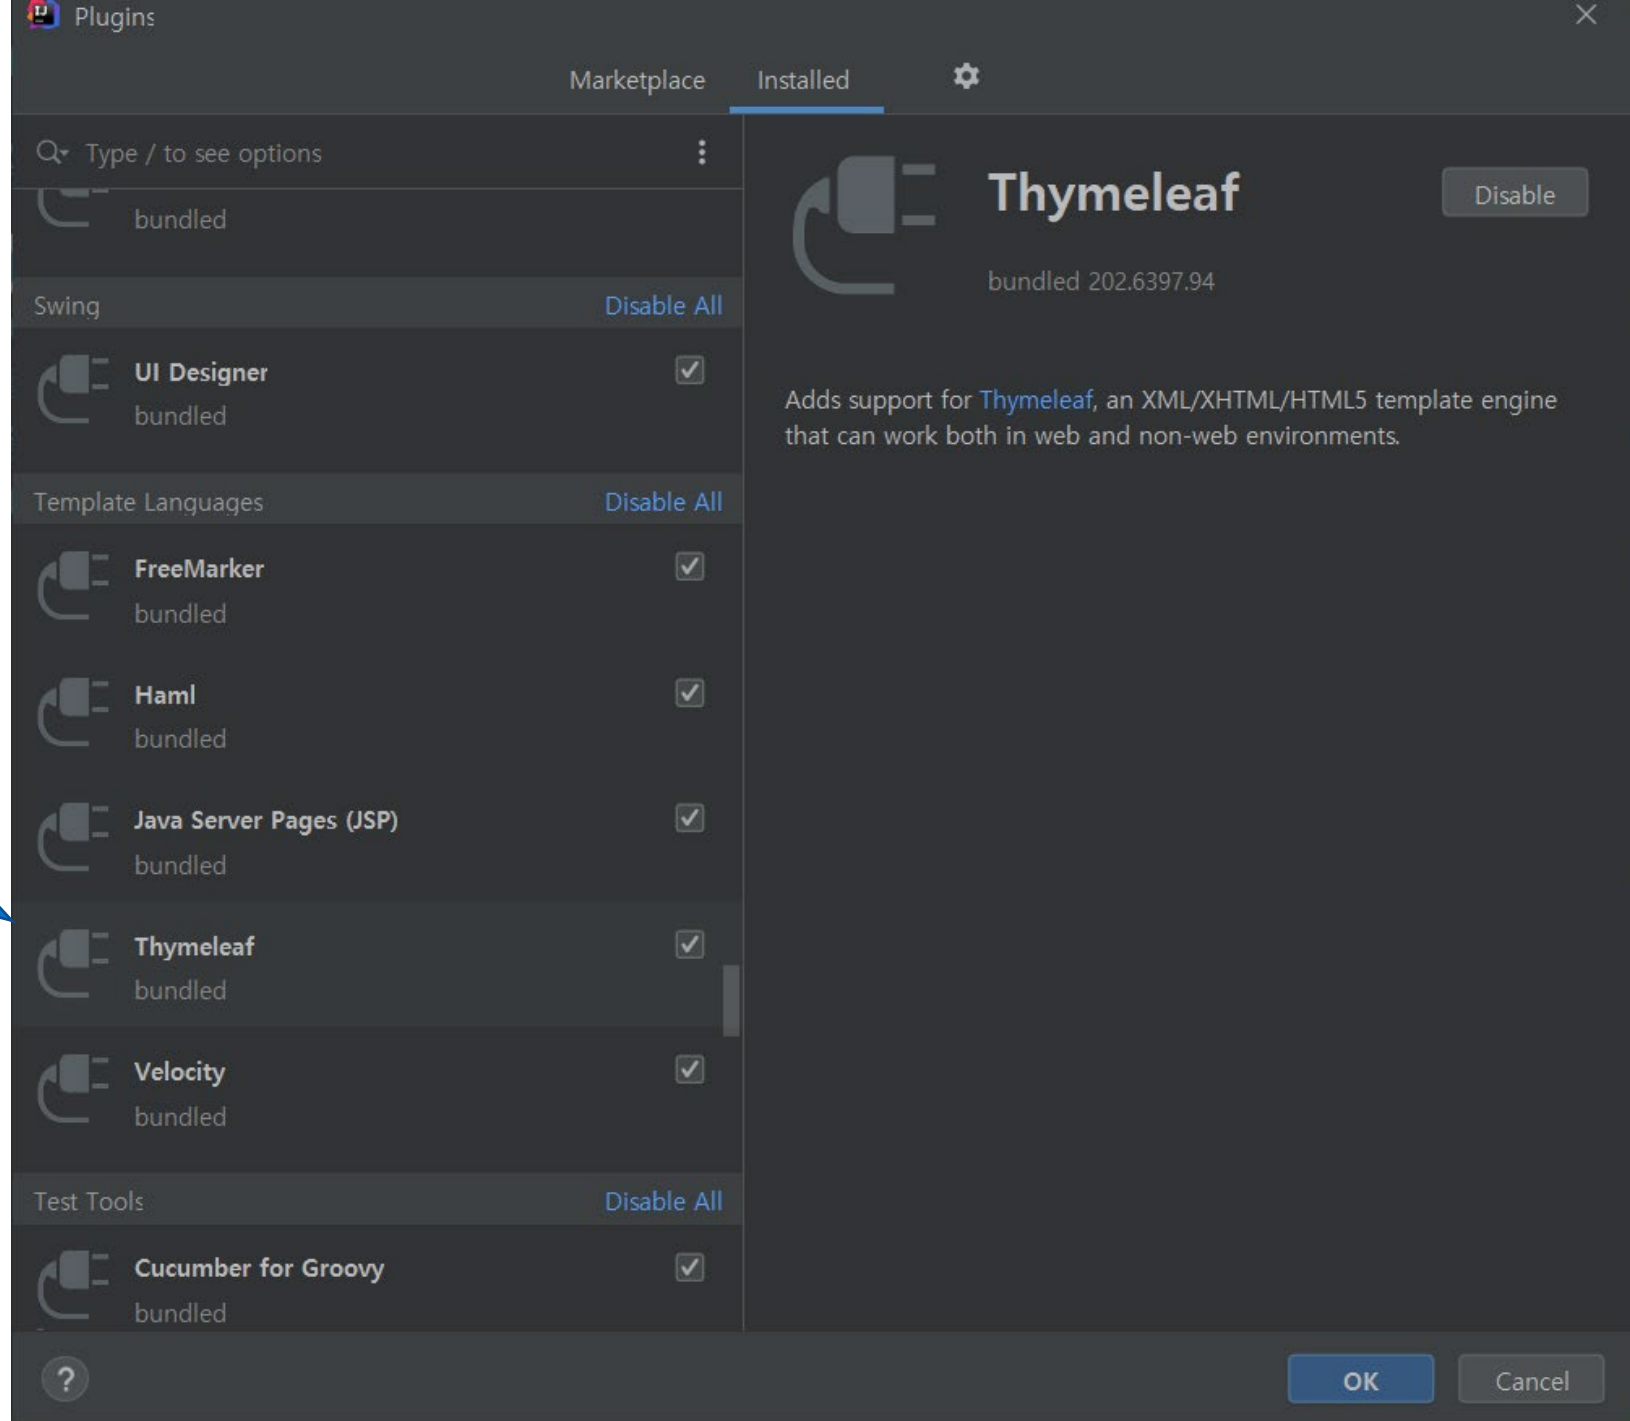 Plugins
Marketplace
Installed
Type / to see options
bundled
Swing
Disable All
UI Designer
bundled
Template Languages
Disable All
FreeMarker
bundled
Haml
bundled
Java Server Pages (JSP)
bundled
Thymeleaf
bundled
Velocity
bundled
Test Tools
Disable All
Cucumber for Groovy
bundled
Thymeleaf
Disable
bundled 202.6397.94
Adds support for Thymeleaf, an XML/XHTML/HTML5 template engine
that can work both in web and non-web environments.
?
OK
Cancel